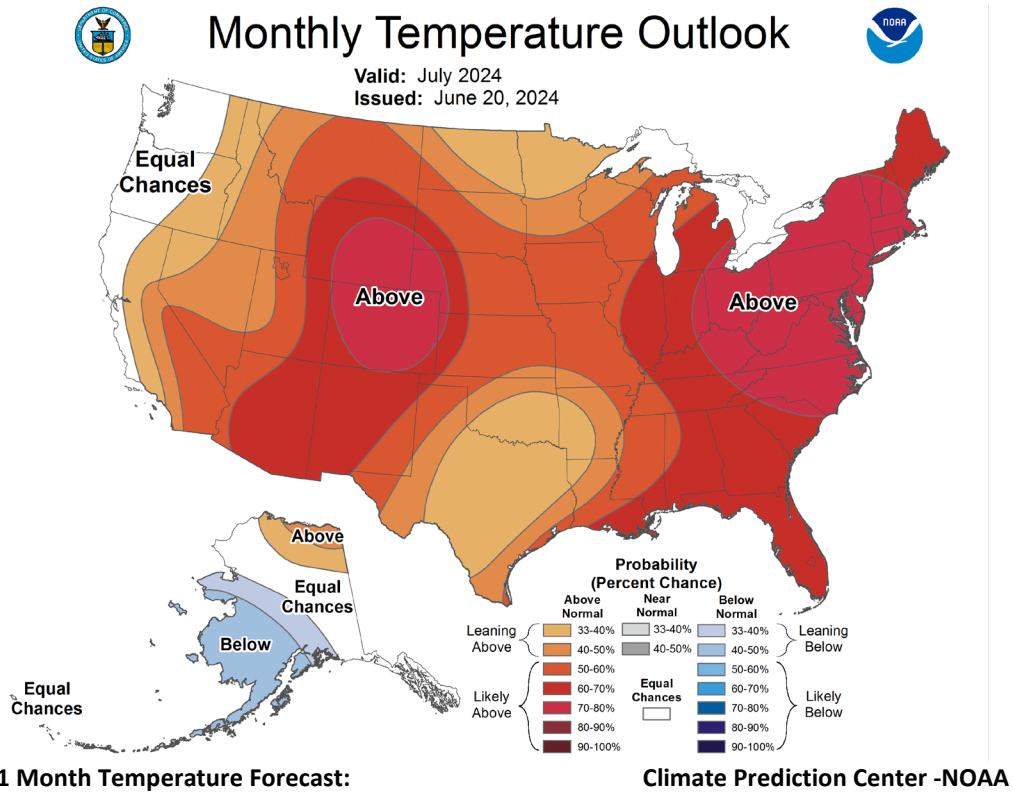 Monthly Temperature Outlook
NOAA
Valid: July 2024
Issued: June 20, 2024
Equal
Chances
Above
Above
Above
Equal
Chances
Below
Equal
Chances
Probability
(Percent Chance)
Above
Normal
Near
Normal
Below
Normal
Leaning
Above
33-40%
40-50%
Likely
Above
50-60%
60-70%
70-80%
80-90%
90-100%
33-40%
40-50%
Equal
Chances
33-40%
40-50%
Leaning
Below
50-60%
60-70%
70-80%
80-90%
90-100%
Likely
Below
1 Month Temperature Forecast:
Climate Prediction Center -NOAA